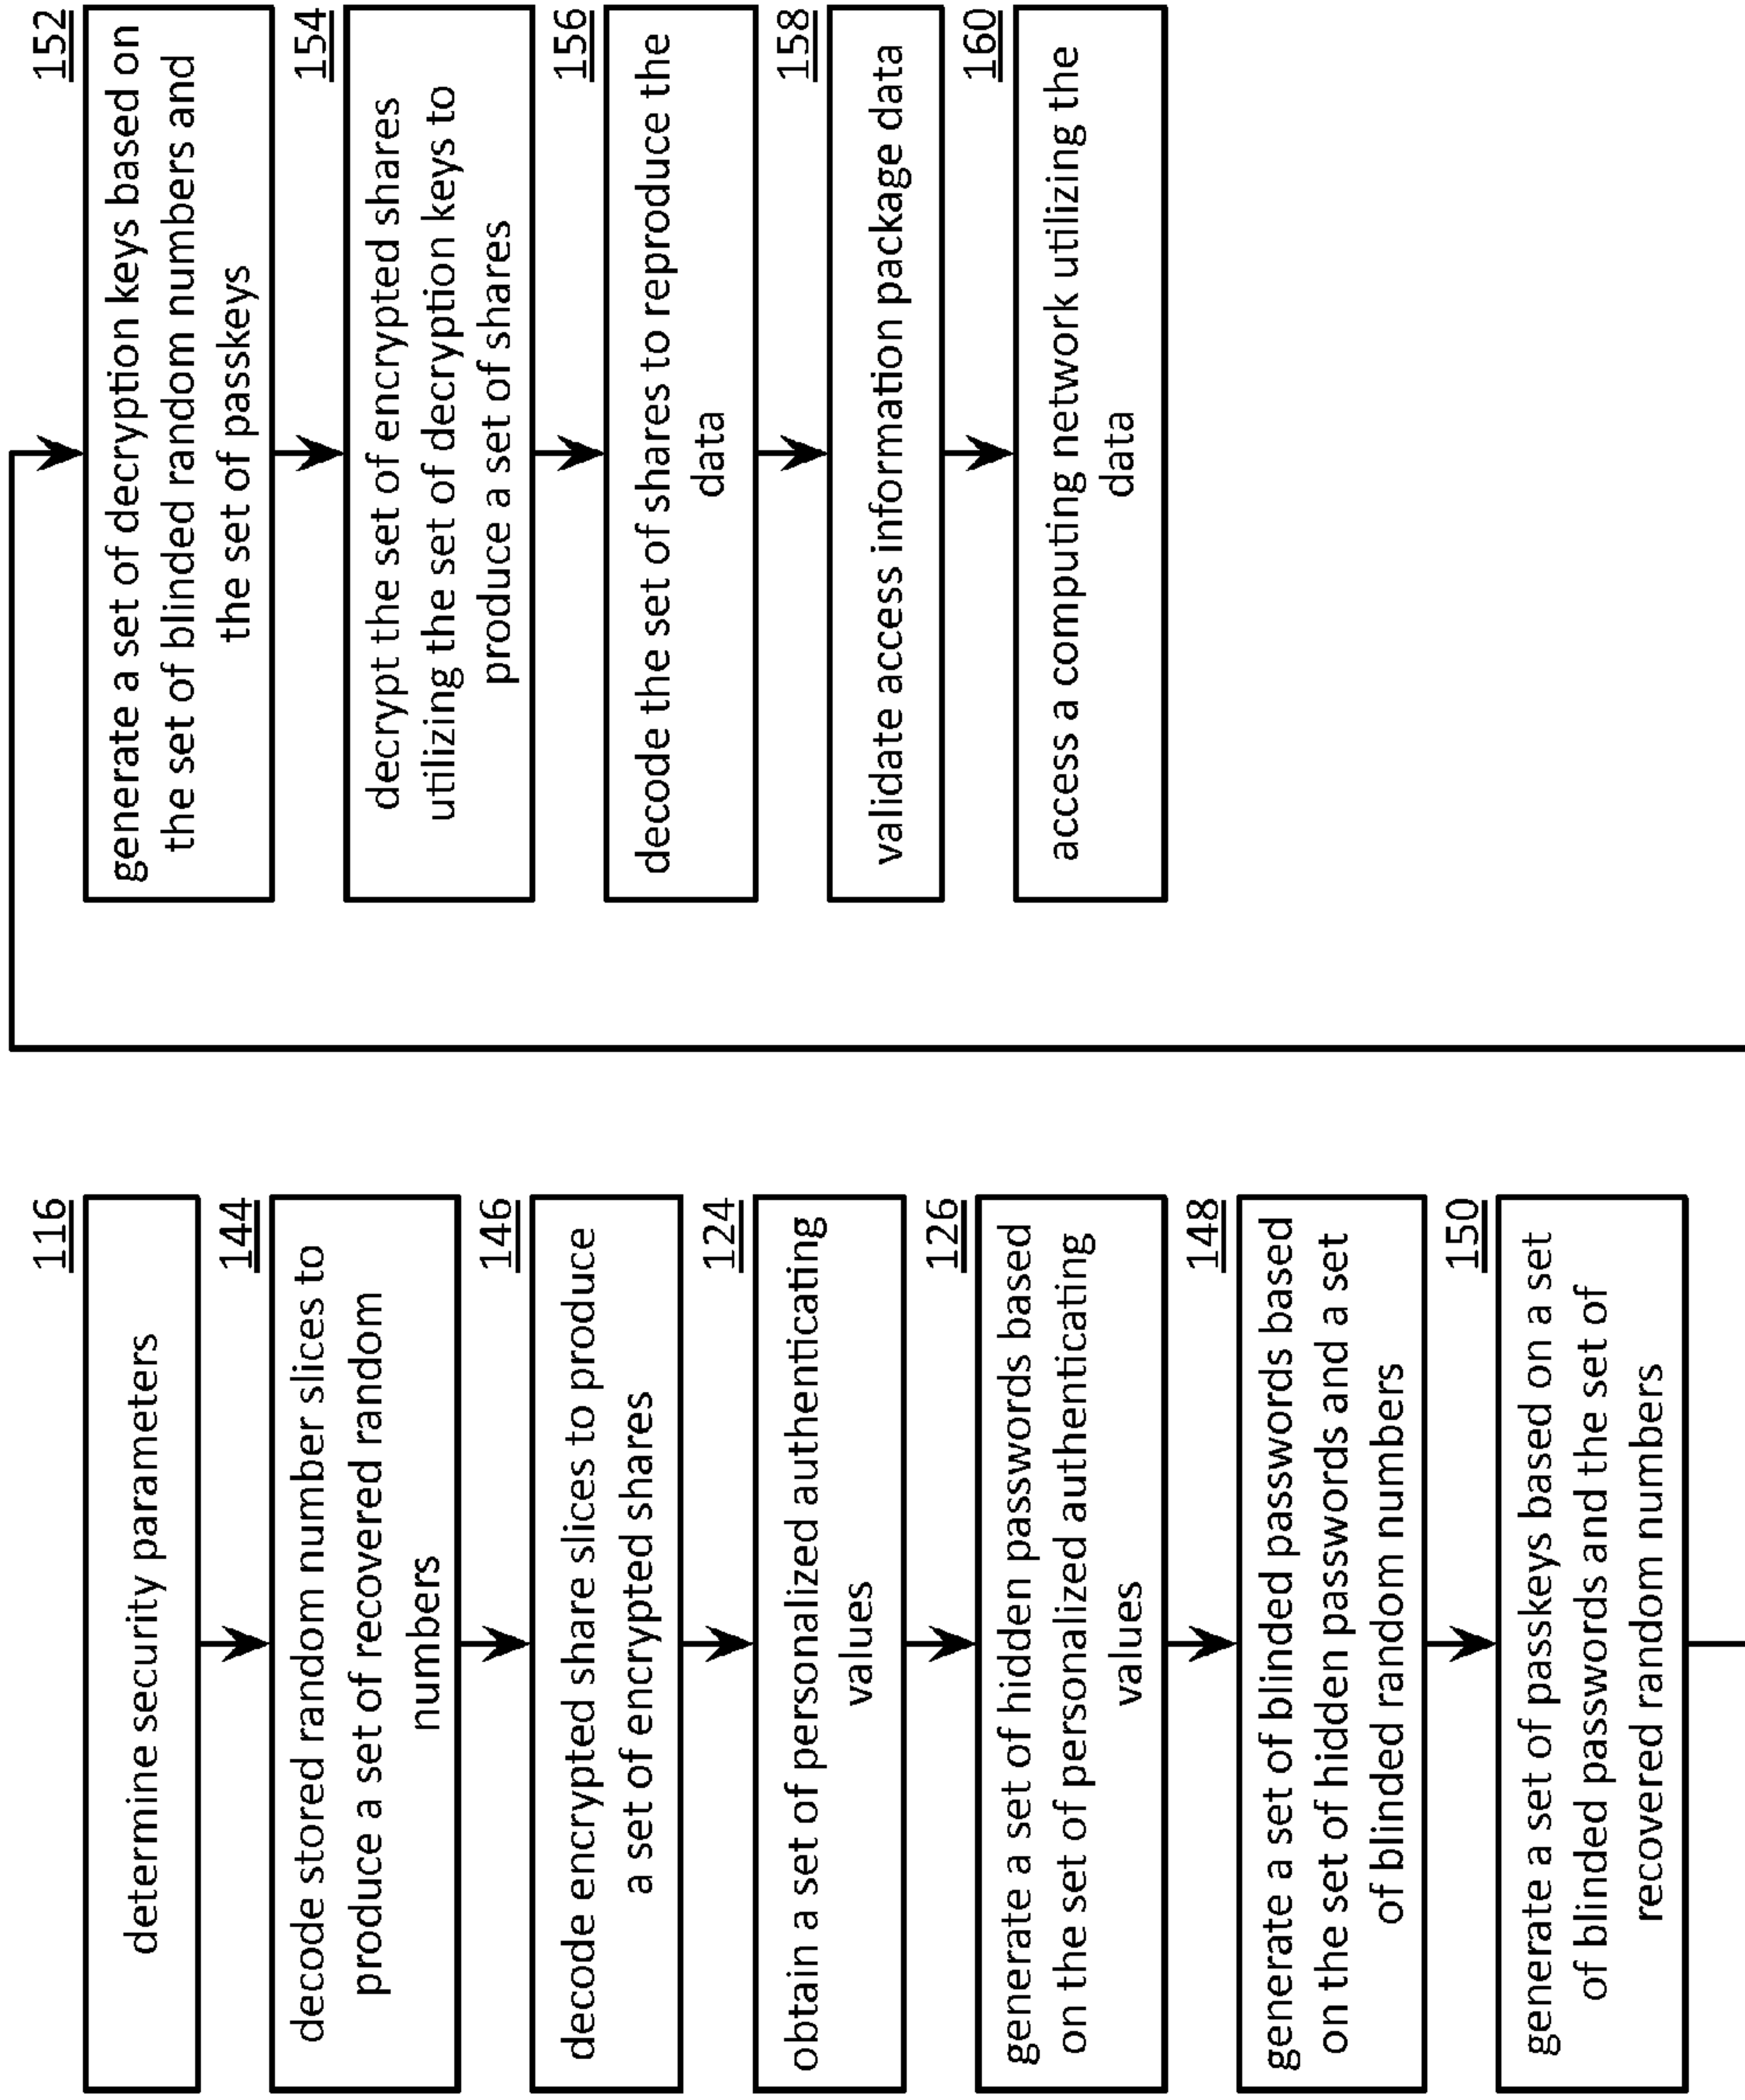 116
determine security parameters
144
decode stored random number slices to
produce a set of recovered random
numbers
146
decode encrypted share slices to produce
a set of encrypted shares
124
obtain a set of personalized authenticating
values
126
generate a set of hidden passwords based
on the set of personalized authenticating
values
148
generate a set of blinded passwords based
on the set of hidden passwords and a set
of blinded random numbers
150
generate a set of passkeys based on a set
of blinded passwords and the set of
recovered random numbers
152
generate a set of decryption keys based on
the set of blinded random numbers and
the set of passkeys
154
decrypt the set of encrypted shares
utilizing the set of decryption keys to
produce a set of shares
156
decode the set of shares to reproduce the
data
158
validate access information package data
160
access a computing network utilizing the
data